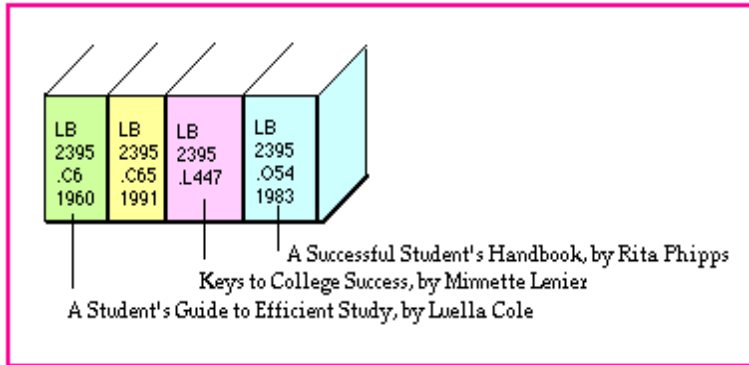 LB
2395
.C6
1960
LB
2395
.C65
1991
LB
2395
.L447
LB
2395
.O54
1983
A Successful Student's Handbook, by Rita Phipps
Keys to College Success, by Minnette Lenier
A Student's Guide to Efficient Study, by Luella Cole